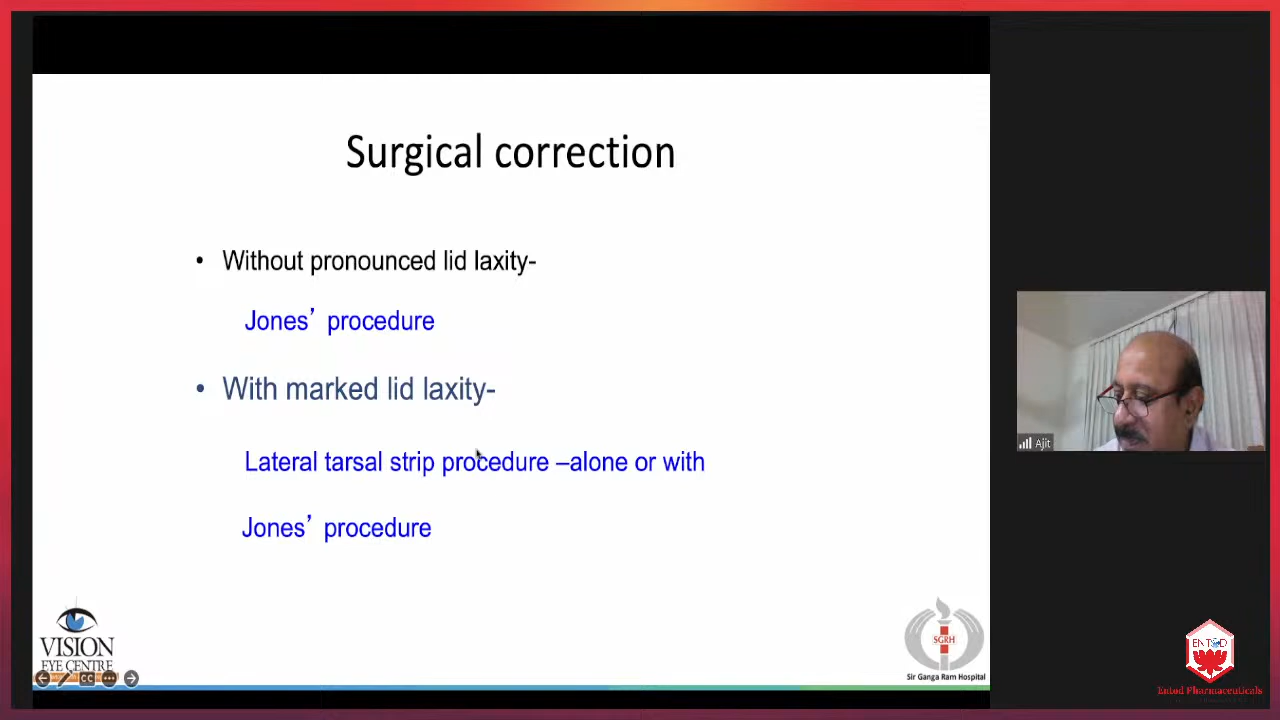 Surgical correction
• Without pronounced lid laxity-
Jones’ procedure
• With marked lid laxity-
Lateral tarsal strip procedure –alone or with
Jones’ procedure
Ajit
VISION
EYE CENTRE
CC
SGRH
Sir Ganga Ram Hospital
ENTOD
Entod Pharmaceuticals